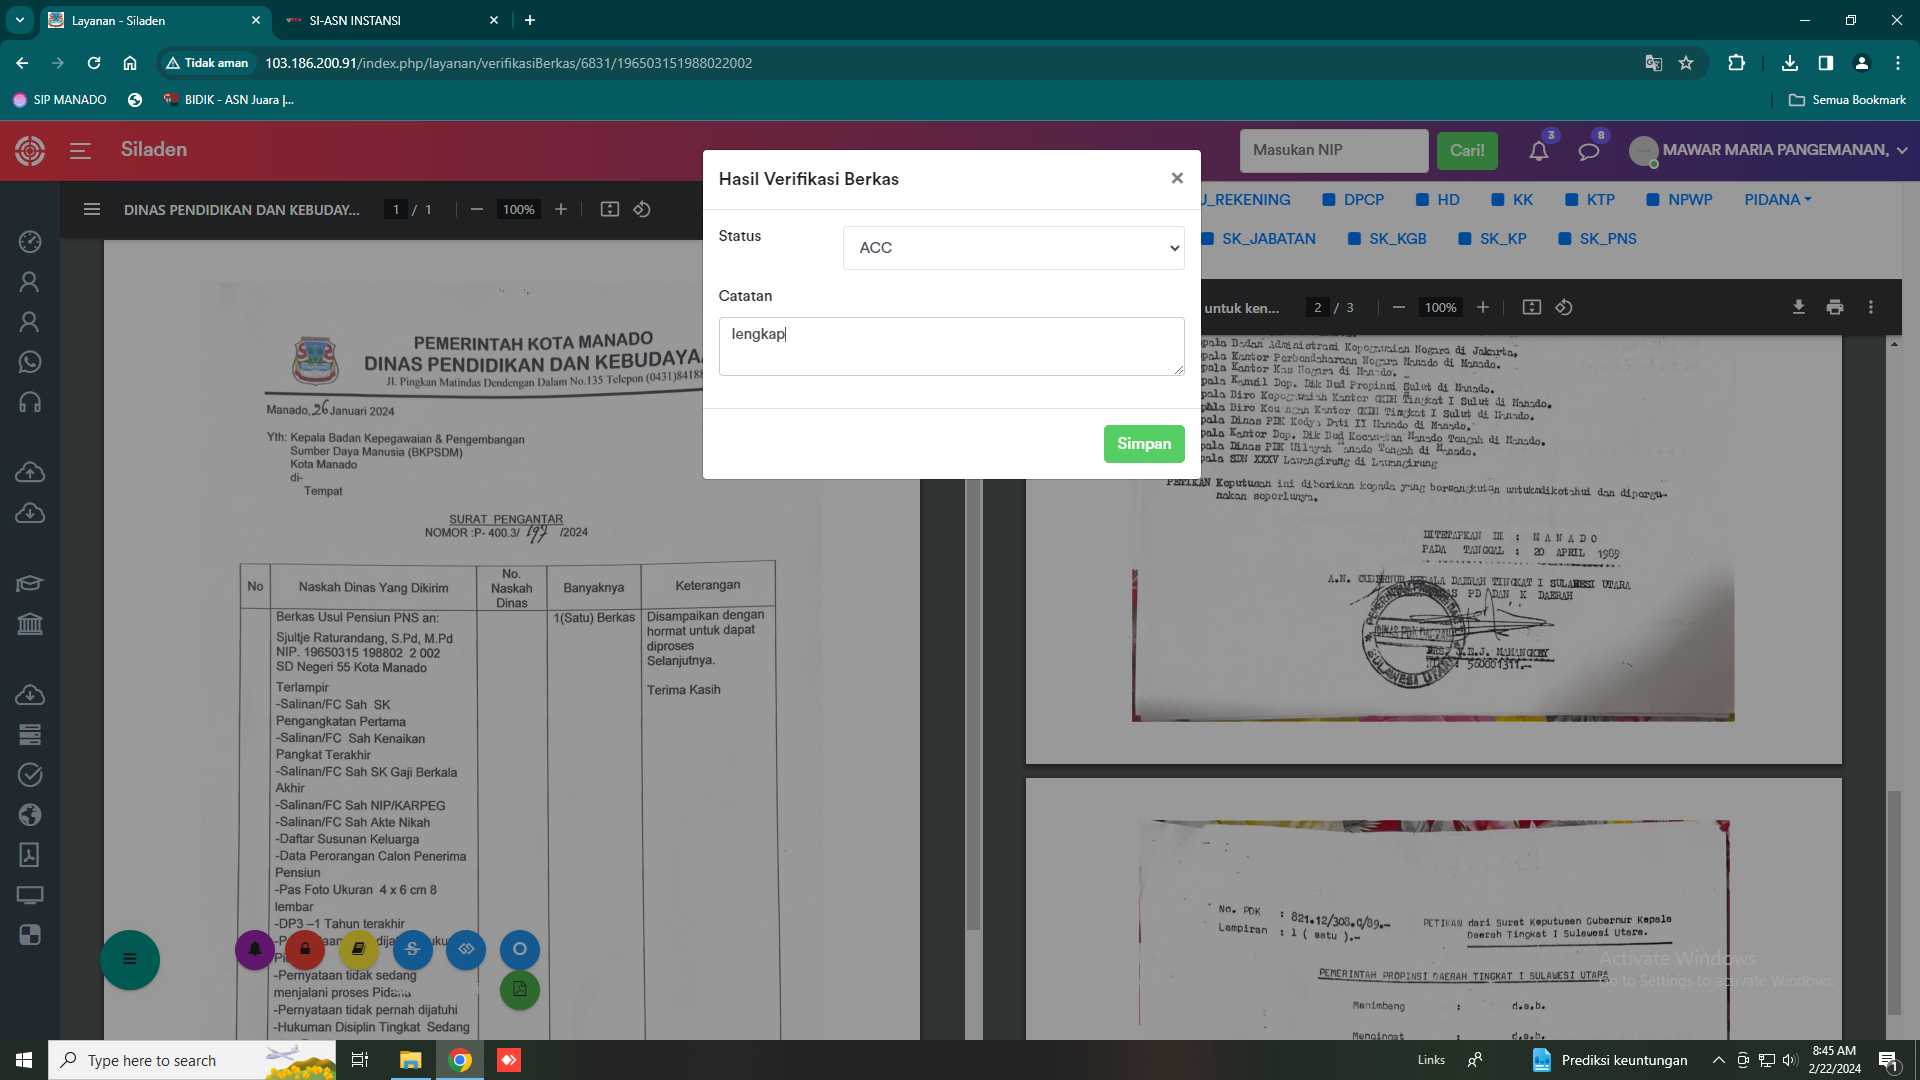 Layanan - Siladen
SI-ASN INSTANSI
Tidak aman
103.186.200.91/index.php/layanan/verifikasiBerkas/6831/196503151988022002
SIP MANADO
BIDIK - ASN Juara |...
Semua Bookmark
Siladen
Masukan NIP
Cari!
3
8
MAWAR MARIA PANGEMANAN,
DINAS PENDIDIKAN DAN KEBUDAY...
1 / 1
100%
Hasil Verifikasi Berkas
Status
ACC
Catatan
lengkap
Simpan
U_REKENING
DPCP
HD
KK
KTP
NPWP
PIDANA
SK_JABATAN
SK_KGB
SK_KP
SK_PNS
untuk ken...
2 / 3
100%
PEMERINTAH KOTA MANADO
DINAS PENDIDIKAN DAN KEBUDAYA
Jl. Pingkan Matindas Dendengan Dalam No.135 Telepon (0431)84188
Manado, 26 Januari 2024
Yth: Kepala Badan Kepegawaian & Pengembangan
Sumber Daya Manusia (BKPSDM)
Kota Manado
di-
Tempat
SURAT PENGANTAR
NOMOR :P- 400.3/ 197 /2024
No
Naskah Dinas Yang Dikirim
No. Naskah Dinas
Banyaknya
Keterangan
Berkas Usul Pensiun PNS an:
Sjultje Raturandang, S.Pd, M.Pd
NIP. 19650315 198802 2 002
SD Negeri 55 Kota Manado
1(Satu) Berkas
Disampaikan dengan
hormat untuk dapat
diproses
Selanjutnya.
Terima Kasih
Terlampir
-Salinan/FC Sah SK
Pengangkatan Pertama
-Salinan/FC Sah Kenaikan
Pangkat Terakhir
-Salinan/FC Sah SK Gaji Berkala
Akhir
-Salinan/FC Sah NIP/KARPEG
-Salinan/FC Sah Akte Nikah
-Daftar Susunan Keluarga
-Data Perorangan Calon Penerima
Pensiun
-Pas Foto Ukuran 4 x 6 cm 8
lembar
-DP3 –1 Tahun terakhir
-Pernyataan tidak sedang
menjalani proses Pidana
-Pernyataan tidak pernah dijatuhi
-Hukuman Disiplin Tingkat Sedang
pala Badan Administrasi Kepegawaian Negara di Jakarta.
pala Kantor Perbendaharaan Negara Manado di Manado.
pala Kantor Kas Negara di Manado.
pala Kanwil Dep. Dik Bud Propinsi Sulut di Manado.
pala Biro Kepegawaian Kantor GKDH Tingkat I Sulut di Manado.
pala Biro Keuangan Kantor GKDH Tingkat I Sulut di Manado.
pala Dinas PDK Kodya Dati II Manado di Manado.
pala Kantor Dep. Dik Bud Kecamatan Manado Tengah di Manado.
pala Dinas PDK Wilayah Manado Tengah di Manado.
pala SDN XXXV Lawangirung di Lawangirung
PETIKAN Keputusan ini diberikan kepada yang bersangkutan untuk diketahui dan dipergu-
nakan seperlunya.
DITETAPKAN DI : M A N A D O
PADA TANGGAL : 20 APRIL 1989
A.N. GUBERNUR KEPALA DAERAH TINGKAT I SULAWESI UTARA
PD DAN K DAERAH
DRS. J.E.J. MAMANGKEY
NIP : 560001311.-
No. PDK : 821.12/308.C/89.-
Lampiran : 1 ( satu ).-
PETIKAN dari Surat Keputusan Gubernur Kepala
Daerah Tingkat I Sulawesi Utara.
PEMERINTAH PROPINSI DAERAH TINGKAT I SULAWESI UTARA
Menimbang : d.s.b.
Mengingat : d.s.b.
Activate Windows
Go to Settings to activate Windows.
Type here to search
Links
Prediksi keuntungan
8:45 AM
2/22/2024
1